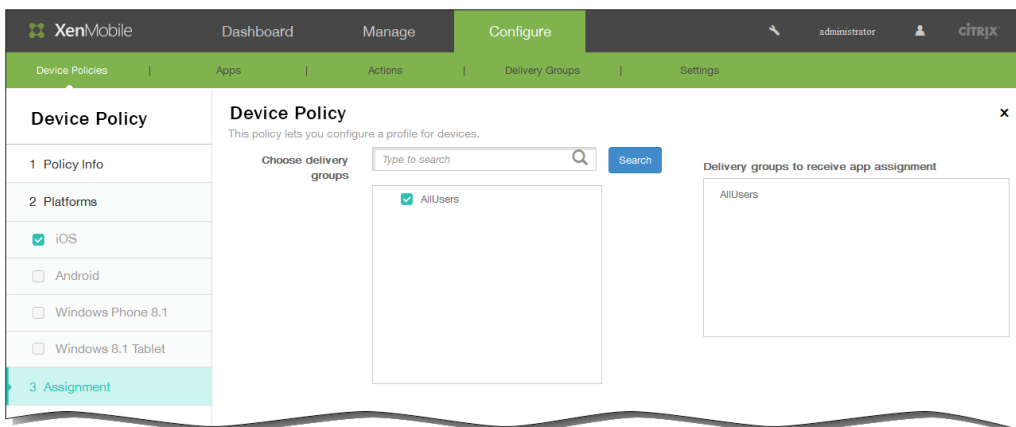 XenMobile Dashboard Manage Configure administrator CITRIX
Device Policies | Apps | Actions | Delivery Groups | Settings
Device Policy
1 Policy Info
2 Platforms
iOS
Android
Windows Phone 8.1
Windows 8.1 Tablet
3 Assignment
Device Policy x
This policy lets you configure a profile for devices.
Choose delivery
groups
Type to search Search
AllUsers
Delivery groups to receive app assignment
AllUsers